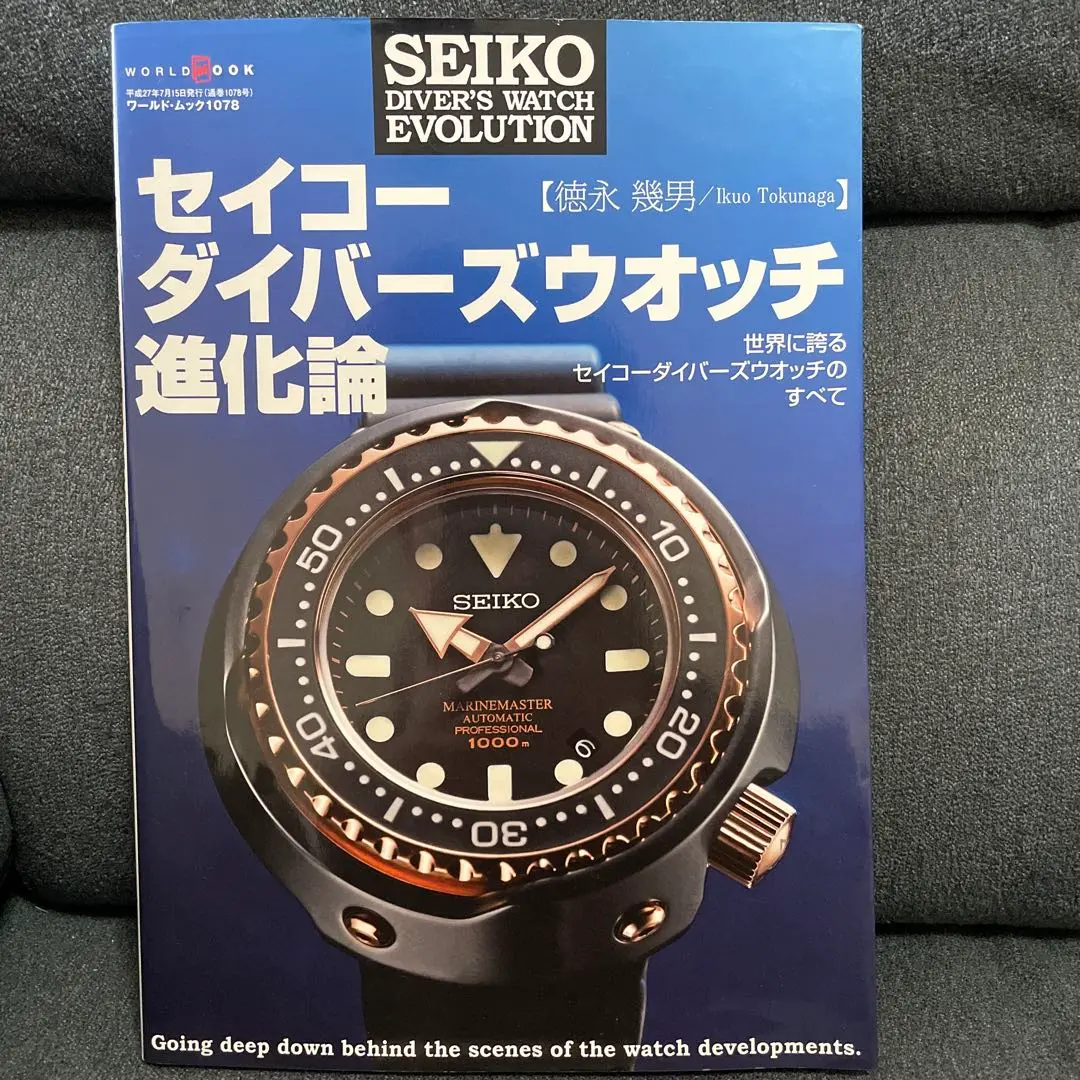 WORLD MOOK
平成27年7月15日発行(通巻1078号)
ワールド・ムック1078
SEIKO
DIVER'S WATCH
EVOLUTION
セイコー
【徳永 幾男/Ikuo Tokunaga】
ダイバーズウオッチ
進化論
世界に誇る
セイコーダイバーズウオッチの
すべて
10
20
30
40
50
SEIKO
MARINEMASTER
AUTOMATIC
PROFESSIONAL
1000m
6
Going deep down behind the scenes of the watch developments.